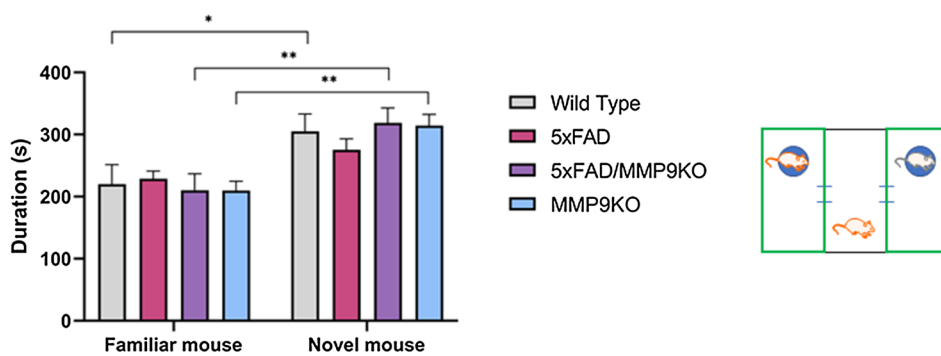 *
**
**
400
300
200
100
0
Duration (s)
Familiar mouse
Novel mouse
Wild Type
5xFAD
5xFAD/MMP9KO
MMP9KO